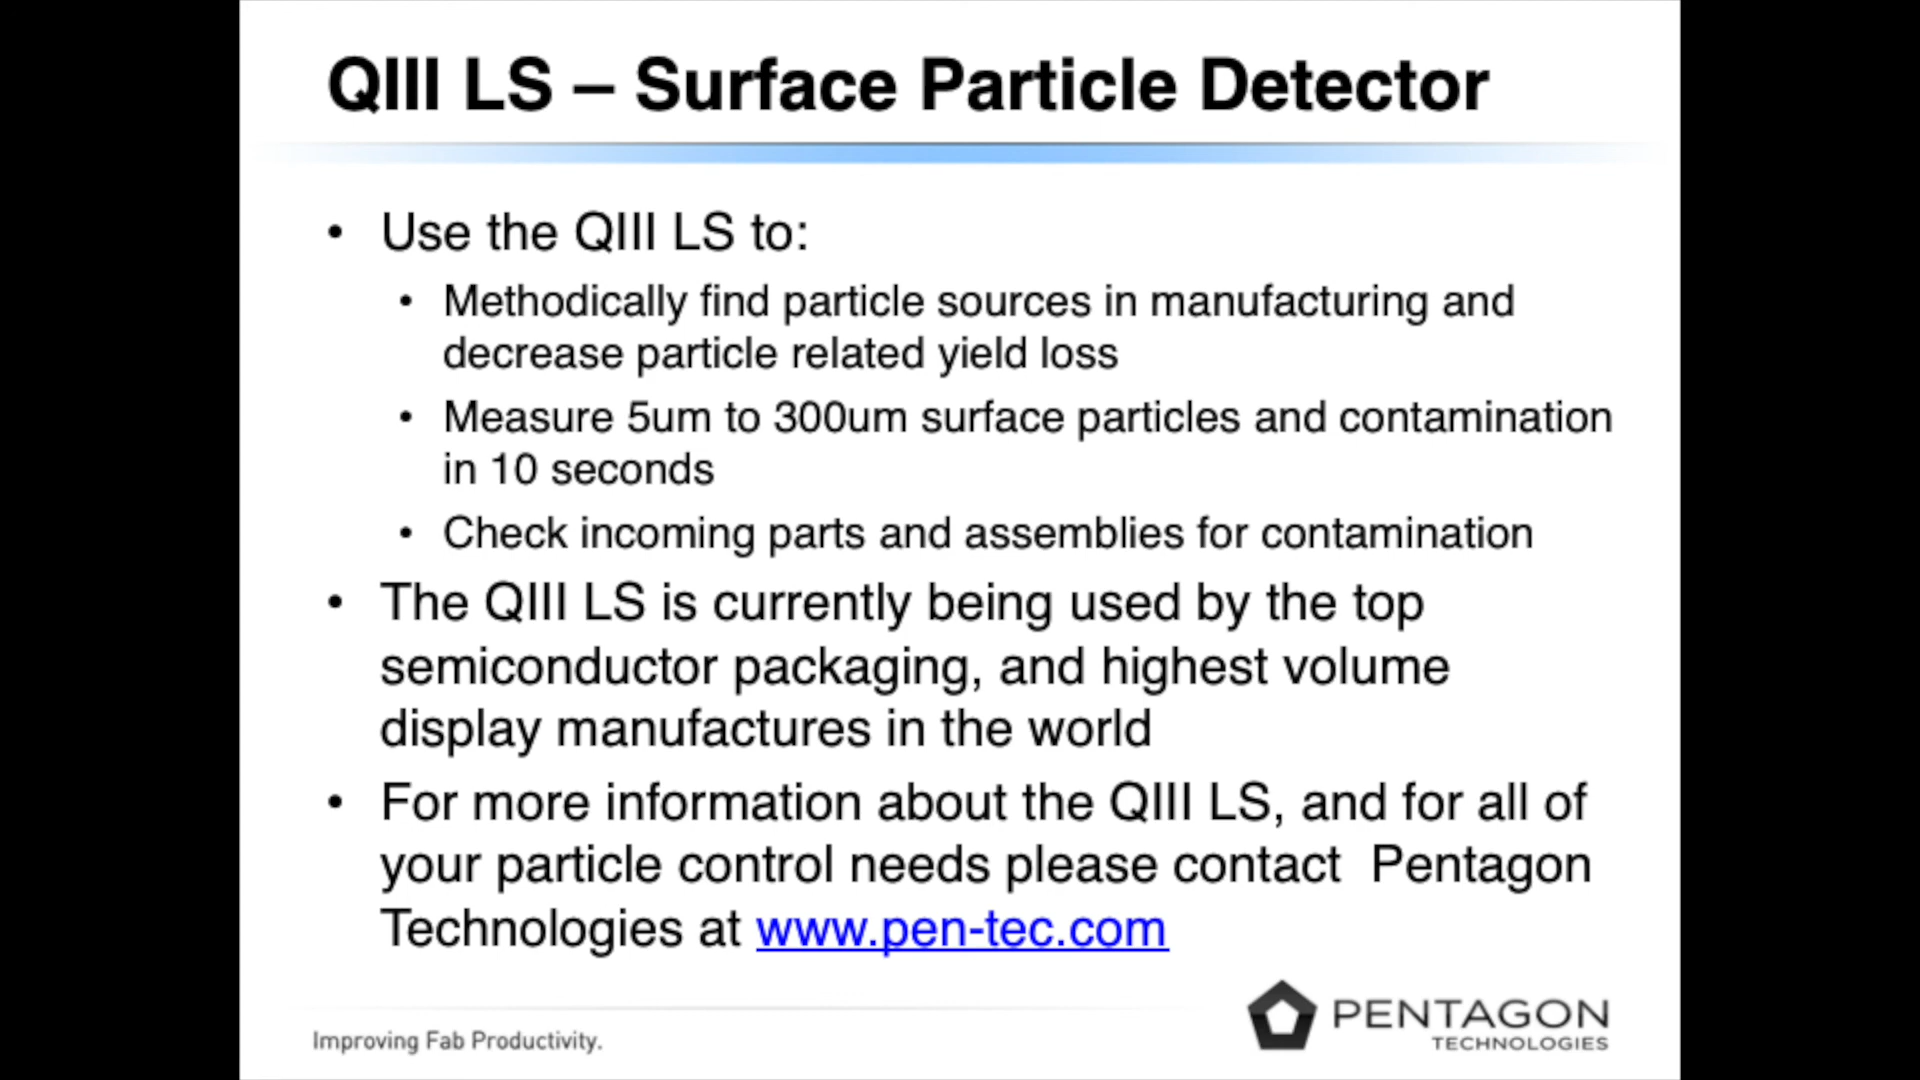 QIII LS – Surface Particle Detector
• Use the QIII LS to:
• Methodically find particle sources in manufacturing and
decrease particle related yield loss
• Measure 5um to 300um surface particles and contamination
in 10 seconds
• Check incoming parts and assemblies for contamination
• The QIII LS is currently being used by the top
semiconductor packaging, and highest volume
display manufactures in the world
• For more information about the QIII LS, and for all of
your particle control needs please contact  Pentagon
Technologies at www.pen-tec.com
Improving Fab Productivity.
PENTAGON
TECHNOLOGIES